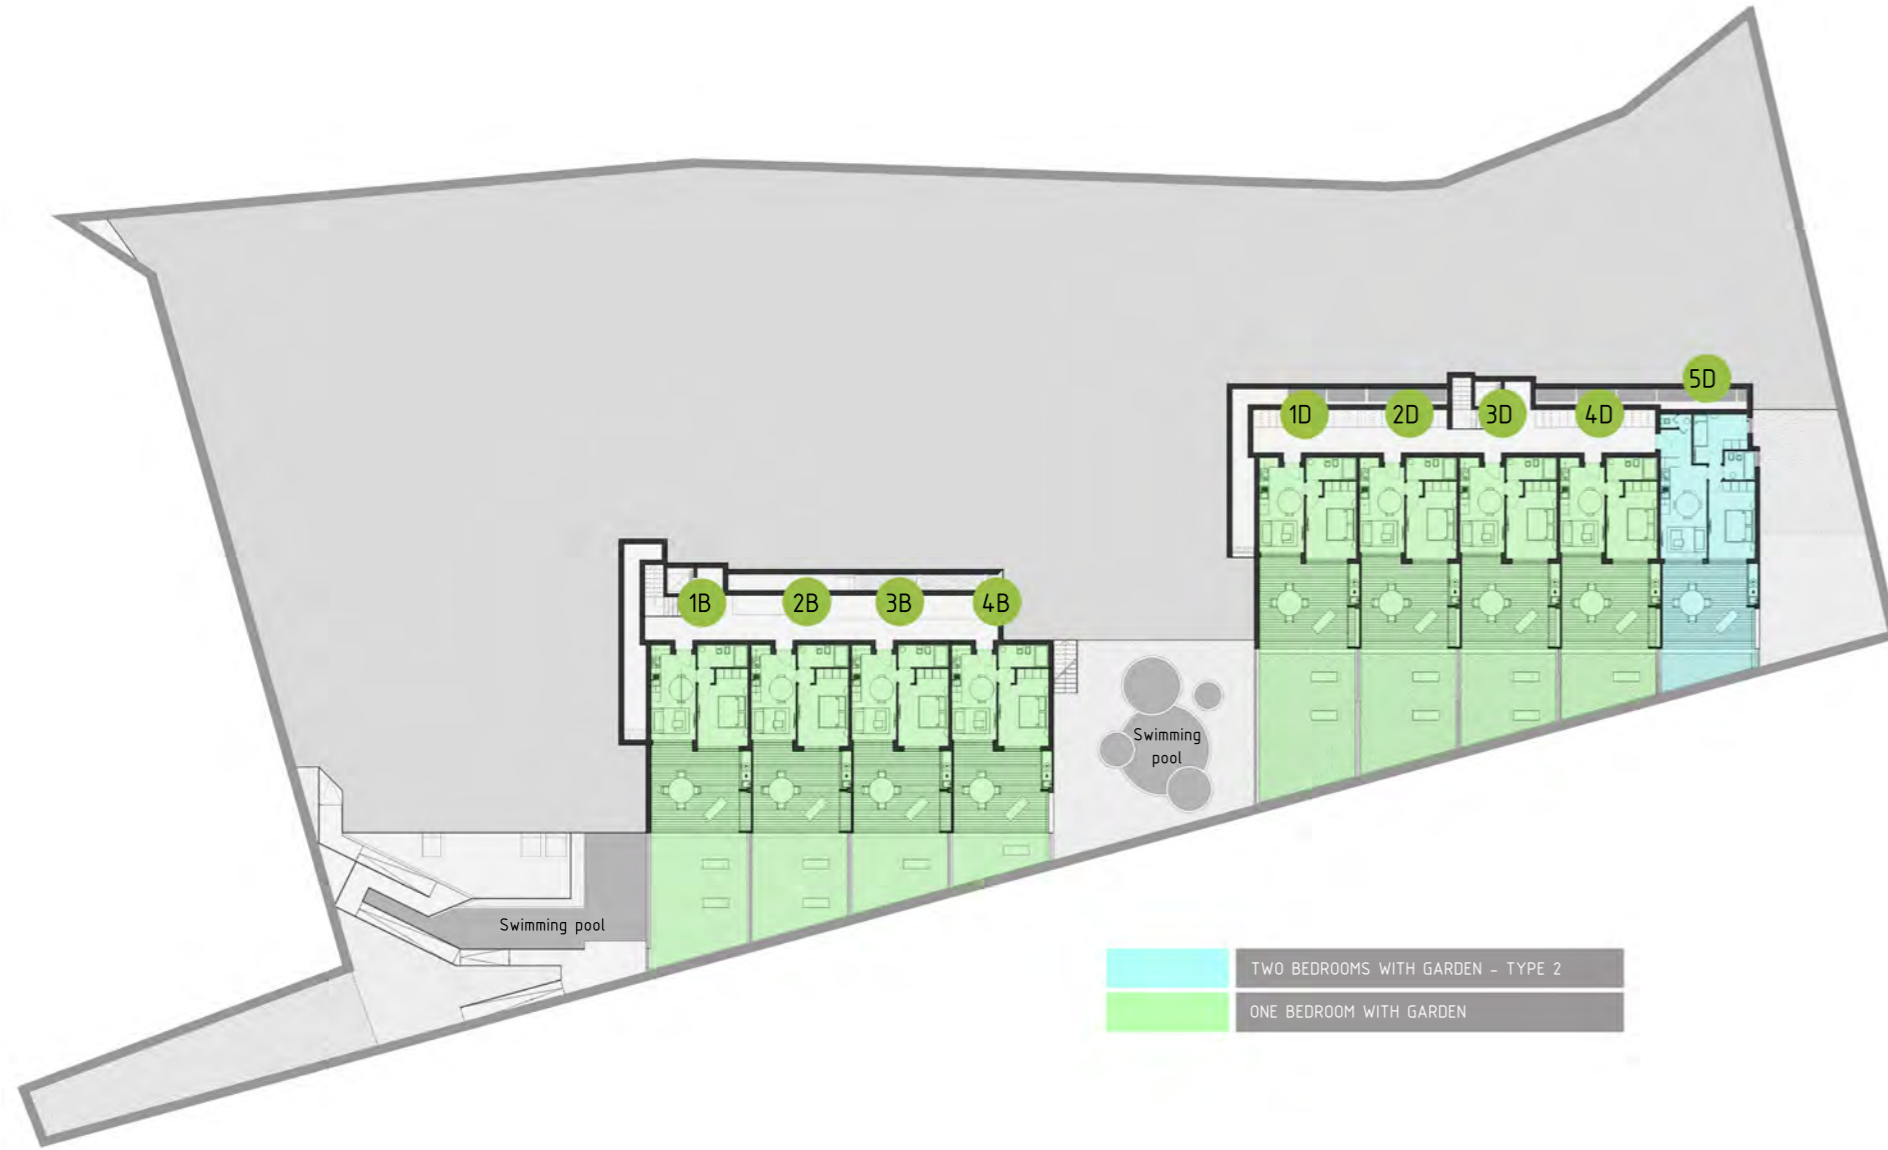 5D
1D
2D
3D
4D
1B
2B
3B
4B
Swimming
pool
Swimming pool
TWO BEDROOMS WITH GARDEN - TYPE 2
ONE BEDROOM WITH GARDEN